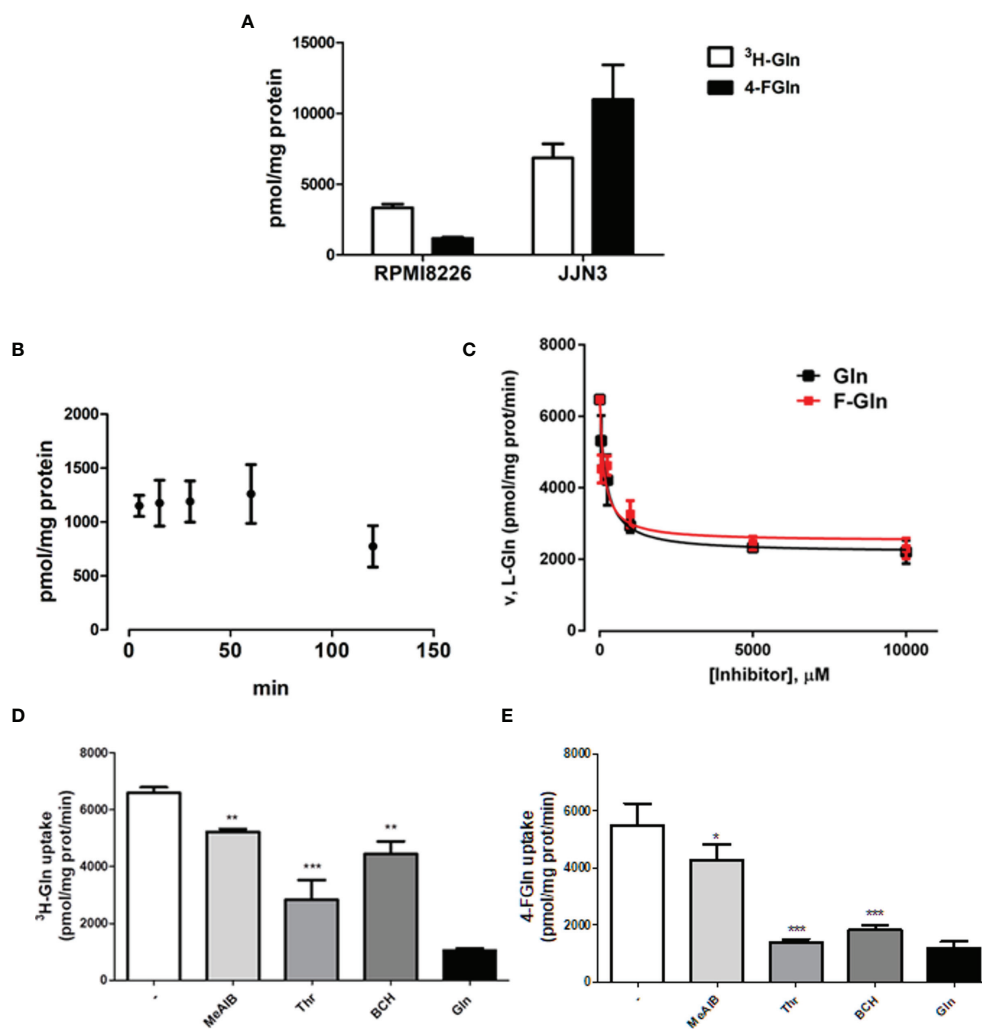 A
15000
10000
5000
0
pmol/mg protein
³H-Gln
4-FGln
RPMI8226
JJN3
B
2000
1500
1000
500
0
pmol/mg protein
0
50
100
150
min
C
8000
6000
4000
2000
0
v, L-Gln (pmol/mg prot/min)
Gln
F-Gln
0
5000
10000
[Inhibitor], μM
D
8000
6000
4000
2000
0
³H-Gln uptake
(pmol/mg prot/min)
**
***
**
-
MeAIB
Thr
BCH
Gln
E
8000
6000
4000
2000
0
4-FGln uptake
(pmol/mg prot/min)
*
***
***
-
MeAIB
Thr
BCH
Gln